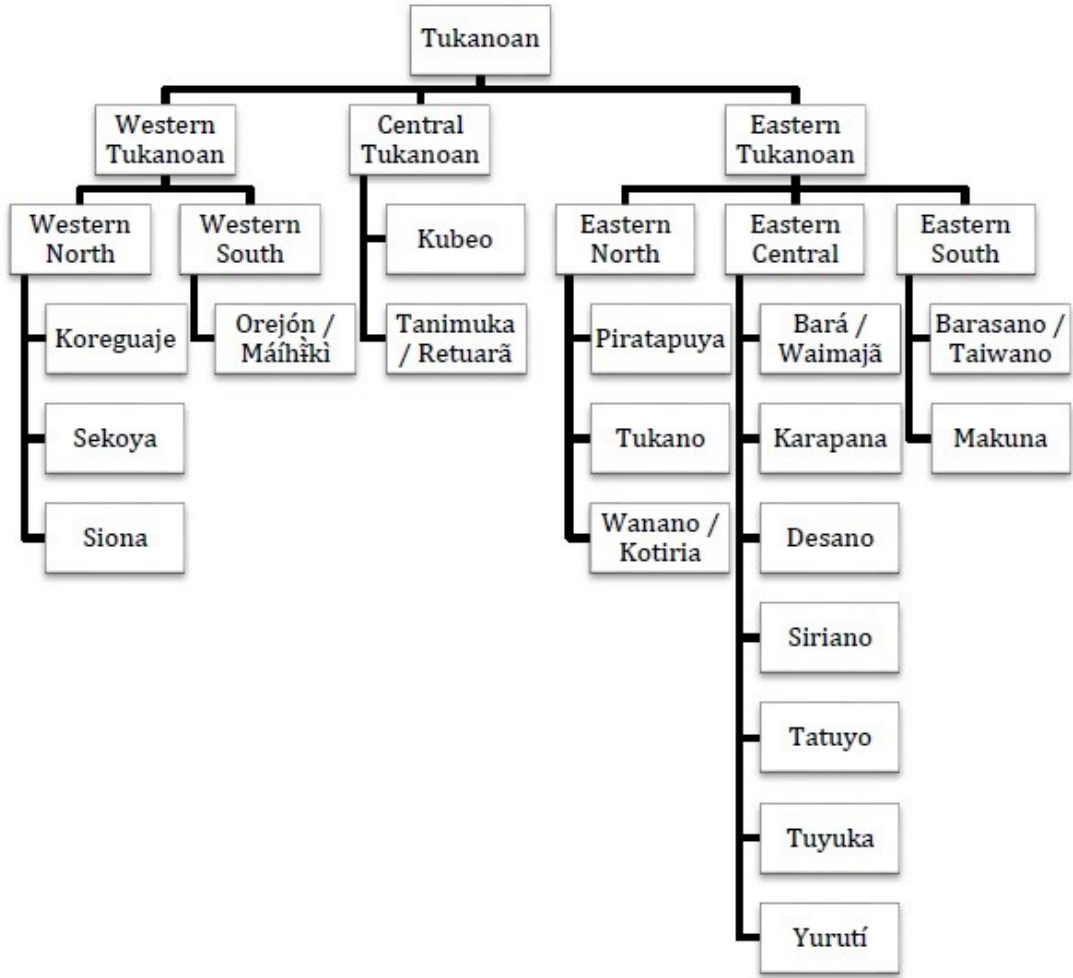 Tukanoan
Western
Tukanoan
Central
Tukanoan
Eastern
Tukanoan
Western
North
Western
South
Kubeo
Eastern
North
Eastern
Central
Eastern
South
Koreguaje
Orejón /
Máíhɨ̀kì
Tanimuka
/ Retuarã
Piratapuya
Bará /
Waimajã
Barasano /
Taiwano
Sekoya
Tukano
Karapana
Makuna
Siona
Wanano /
Kotiria
Desano
Siriano
Tatuyo
Tuyuka
Yurutí